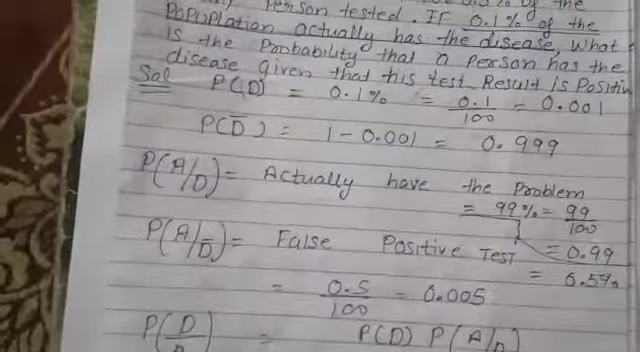 Person tested. If 0.1% of the
Popuplation actually has the disease, what
is the Probability that a person has the
disease given that this test Result is Positiv
Sol P(D) = 0.1% = 0.1/100 = 0.001
P(D̅) = 1-0.001 = 0.999
P(A/D) = Actually have the Problem
= 99% = 99/100
= 0.99
P(A/D̅) = False Positive Test
= 0.5%
= 0.5/100 = 0.005
P(D/ = P(D) P(A/D)